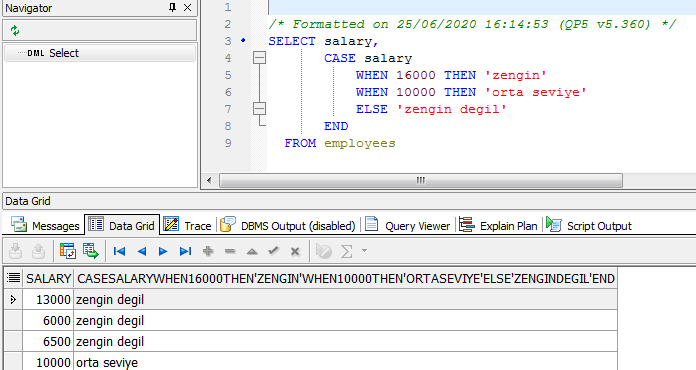 Navigator
DML Select
1
2 /* Formatted on 25/06/2020 16:14:53 (QP5 v5.360) */
3 SELECT salary,
4 CASE salary
5 WHEN 16000 THEN 'zengin'
6 WHEN 10000 THEN 'orta seviye'
7 ELSE 'zengin degil'
8 END
9 FROM employees
Data Grid
Messages Data Grid Trace DBMS Output (disabled) Query Viewer Explain Plan Script Output
SALARY CASESALARYWHEN16000THEN'ZENGIN'WHEN10000THEN'ORTASEVIYE'ELSE'ZENGINDEGIL'END
13000 zengin degil
6000 zengin degil
6500 zengin degil
10000 orta seviye